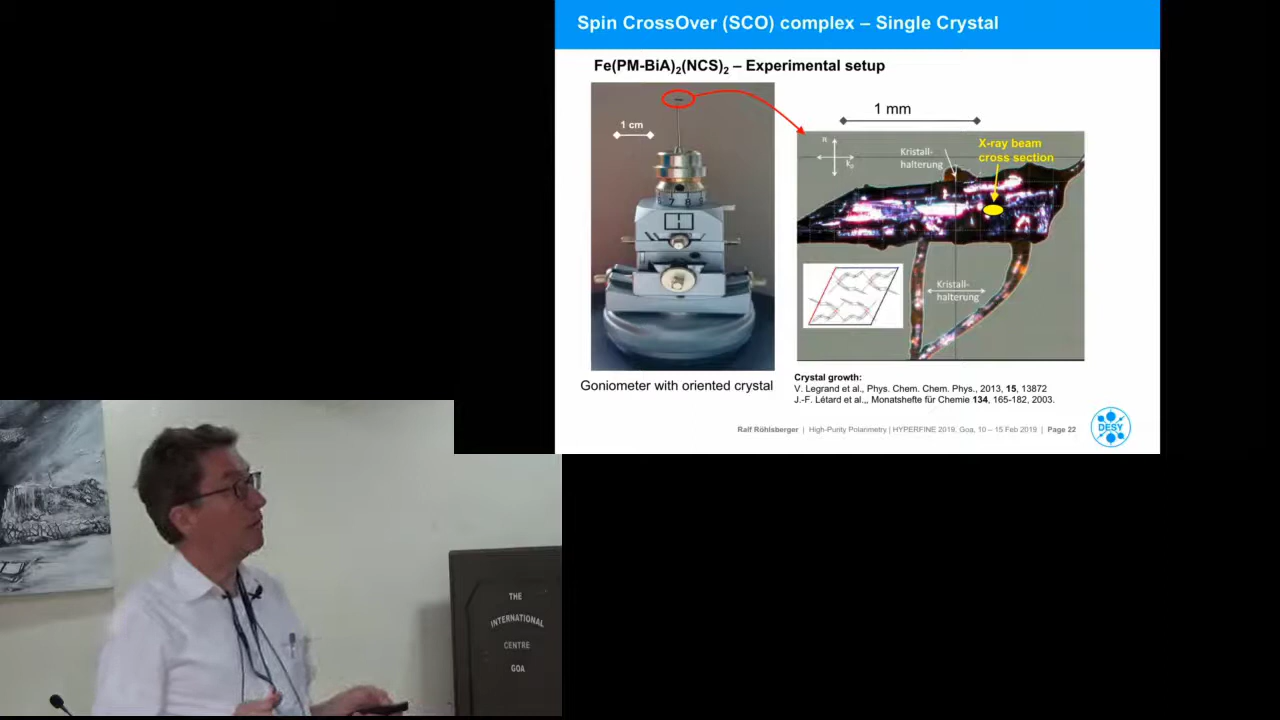 Spin CrossOver (SCO) complex – Single Crystal
Fe(PM-BiA)2(NCS)2 – Experimental setup
1 cm
7 8
1 mm
Kristall-
halterung
X-ray beam
cross section
Kristall-
halterung
Goniometer with oriented crystal
Crystal growth:
V. Legrand et al., Phys. Chem. Chem. Phys., 2013, 15, 13872
J.-F. Létard et al.,, Monatshefte für Chemie 134, 165-182, 2003.
Ralf Röhlsberger | High-Purity Polarimetry | HYPERFINE 2019, Goa, 10 – 15 Feb 2019 | Page 22
DESY
THE
INTERNATIONAL
CENTRE
GOA